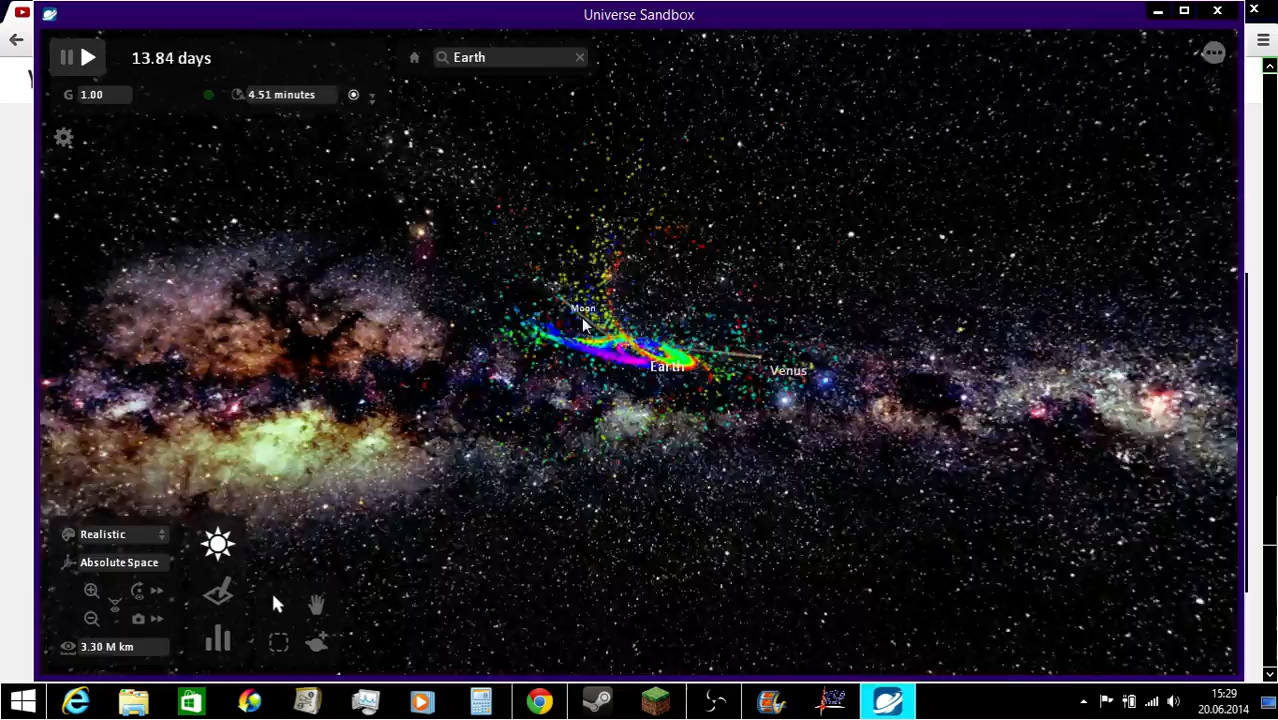 Universe Sandbox
13.84 days
Earth
G 1.00
4.51 minutes
Moon
Earth
Venus
Realistic
Absolute Space
3.30 M km
15:29
20.06.2014